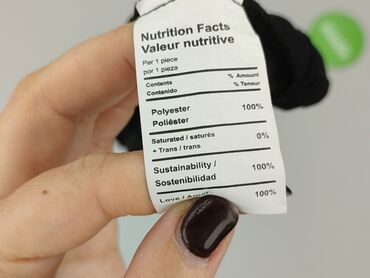 Nutrition Facts
Valeur nutritive
Per 1 piece
por 1 pieza
Contents % Amount
Contenido % Teneur
Polyester 100%
Poliéster
Saturated / saturés 0%
+ Trans / trans
Sustainability / 100%
Sostenibilidad
Love / 100%